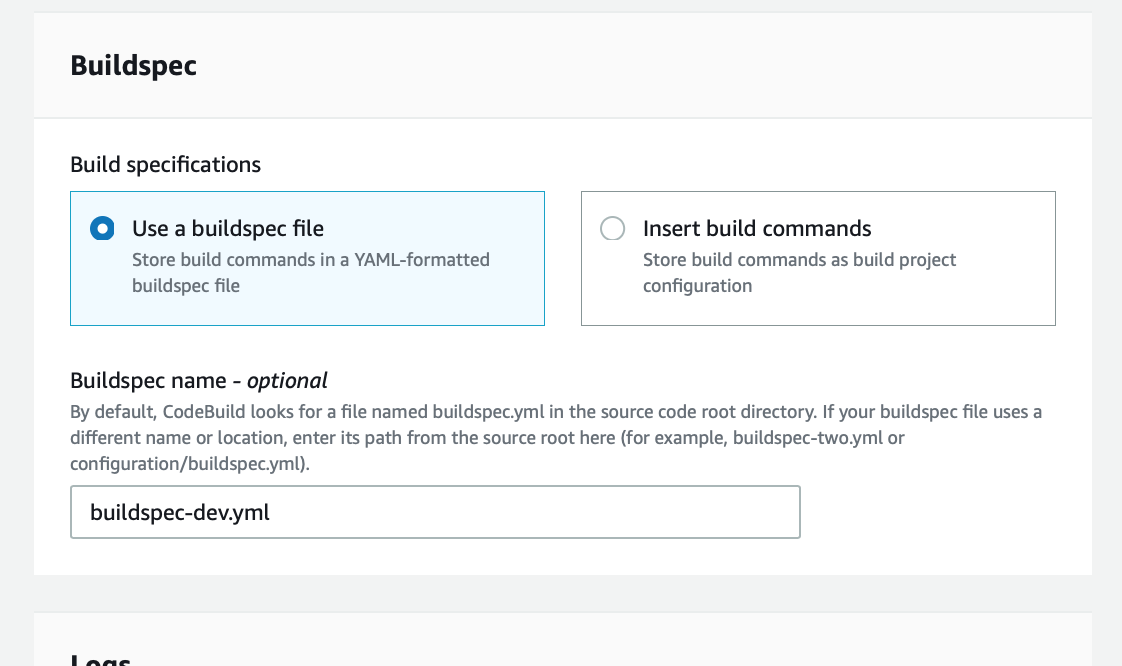 Buildspec
Build specifications
Use a buildspec file
Store build commands in a YAML-formatted
buildspec file
Insert build commands
Store build commands as build project
configuration
Buildspec name - optional
By default, CodeBuild looks for a file named buildspec.yml in the source code root directory. If your buildspec file uses a
different name or location, enter its path from the source root here (for example, buildspec-two.yml or
configuration/buildspec.yml).
buildspec-dev.yml
Logs